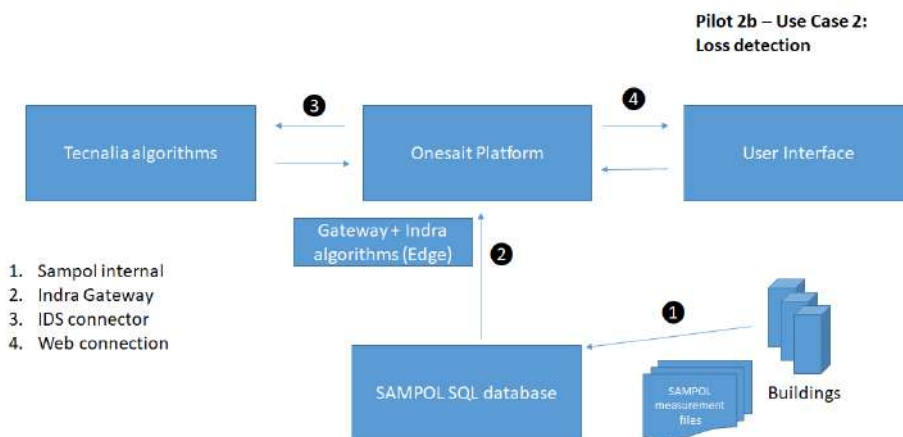 Pilot 2b – Use Case 2:
Loss detection
3
4
Tecnalia algorithms
Onesait Platform
User Interface
Gateway + Indra
algorithms (Edge)
2
1. Sampol internal
2. Indra Gateway
3. IDS connector
4. Web connection
1
SAMPOL SQL database
SAMPOL
measurement
files
Buildings